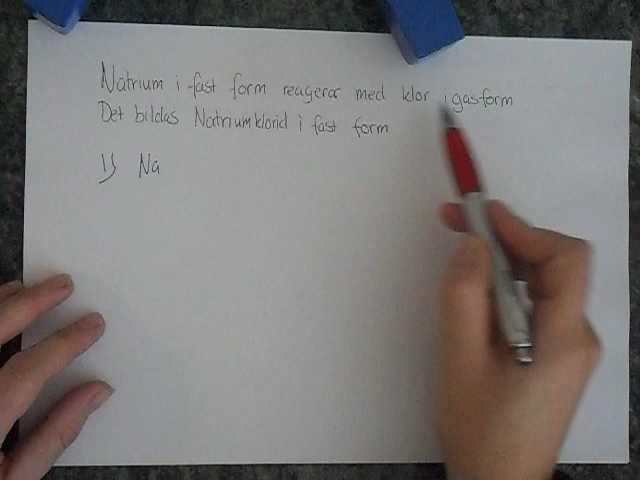 Natrium i fast form reagerar med klor i gasform
Det bildas Natriumklorid i fast form
1) Na